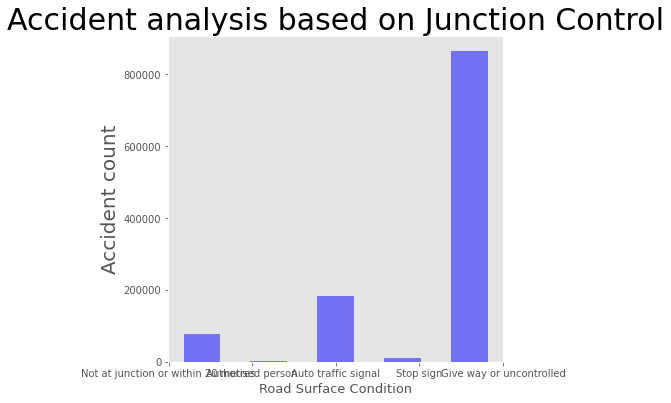 Accident analysis based on Junction Control
Accident count
800000
600000
400000
200000
0
Not at junction or within 20 metres
Authorised person
Auto traffic signal
Stop sign
Give way or uncontrolled
Road Surface Condition